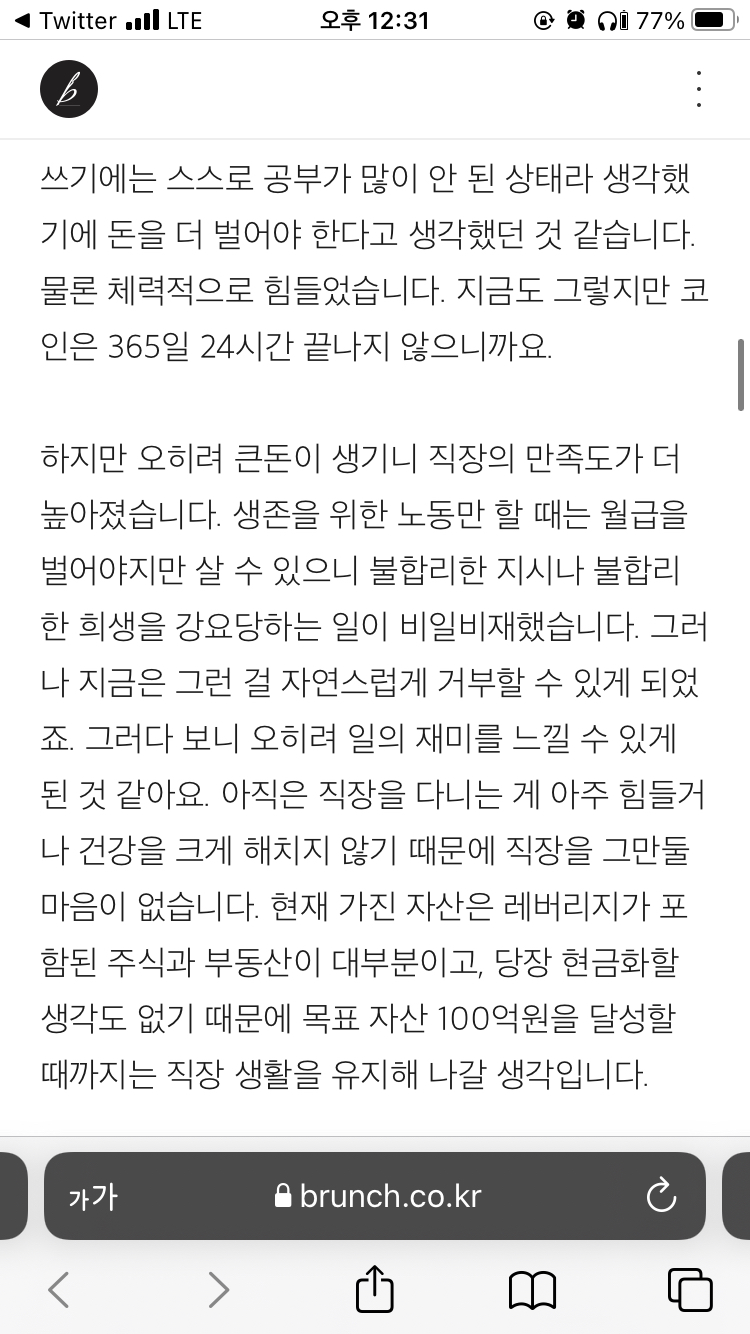 ◀ Twitter LTE 오후 12:31 77%
b
쓰기에는 스스로 공부가 많이 안 된 상태라 생각했
기에 돈을 더 벌어야 한다고 생각했던 것 같습니다.
물론 체력적으로 힘들었습니다. 지금도 그렇지만 코
인은 365일 24시간 끝나지 않으니까요.
하지만 오히려 큰돈이 생기니 직장의 만족도가 더
높아졌습니다. 생존을 위한 노동만 할 때는 월급을
벌어야지만 살 수 있으니 불합리한 지시나 불합리
한 희생을 강요당하는 일이 비일비재했습니다. 그러
나 지금은 그런 걸 자연스럽게 거부할 수 있게 되었
죠. 그러다 보니 오히려 일의 재미를 느낄 수 있게
된 것 같아요. 아직은 직장을 다니는 게 아주 힘들거
나 건강을 크게 해치지 않기 때문에 직장을 그만둘
마음이 없습니다. 현재 가진 자산은 레버리지가 포
함된 주식과 부동산이 대부분이고, 당장 현금화할
생각도 없기 때문에 목표 자산 100억원을 달성할
때까지는 직장 생활을 유지해 나갈 생각입니다.
가가 brunch.co.kr